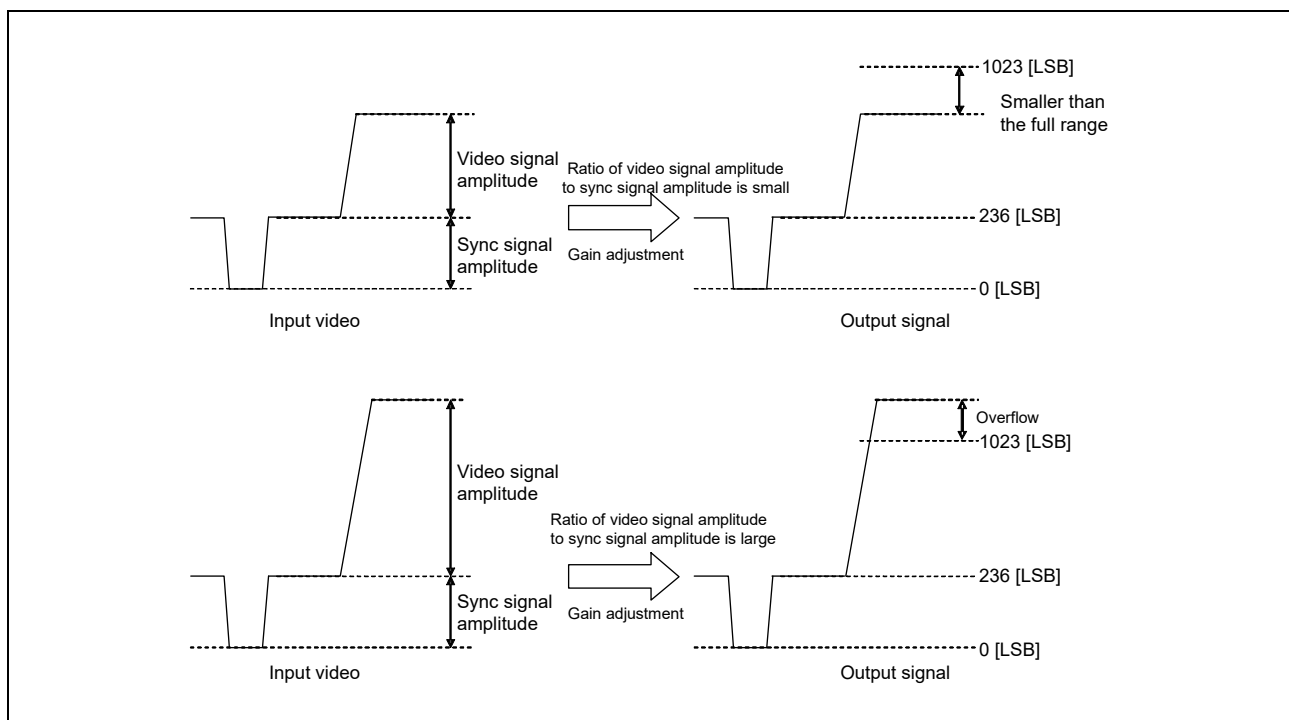 1023 [LSB]
Smaller than
the full range
Video signal
amplitude
Ratio of video signal amplitude
to sync signal amplitude is small
236 [LSB]
Sync signal
amplitude
Gain adjustment
0 [LSB]
Input video
Output signal
Overflow
1023 [LSB]
Video signal
amplitude
Ratio of video signal amplitude
to sync signal amplitude is large
236 [LSB]
Sync signal
amplitude
Gain adjustment
0 [LSB]
Input video
Output signal